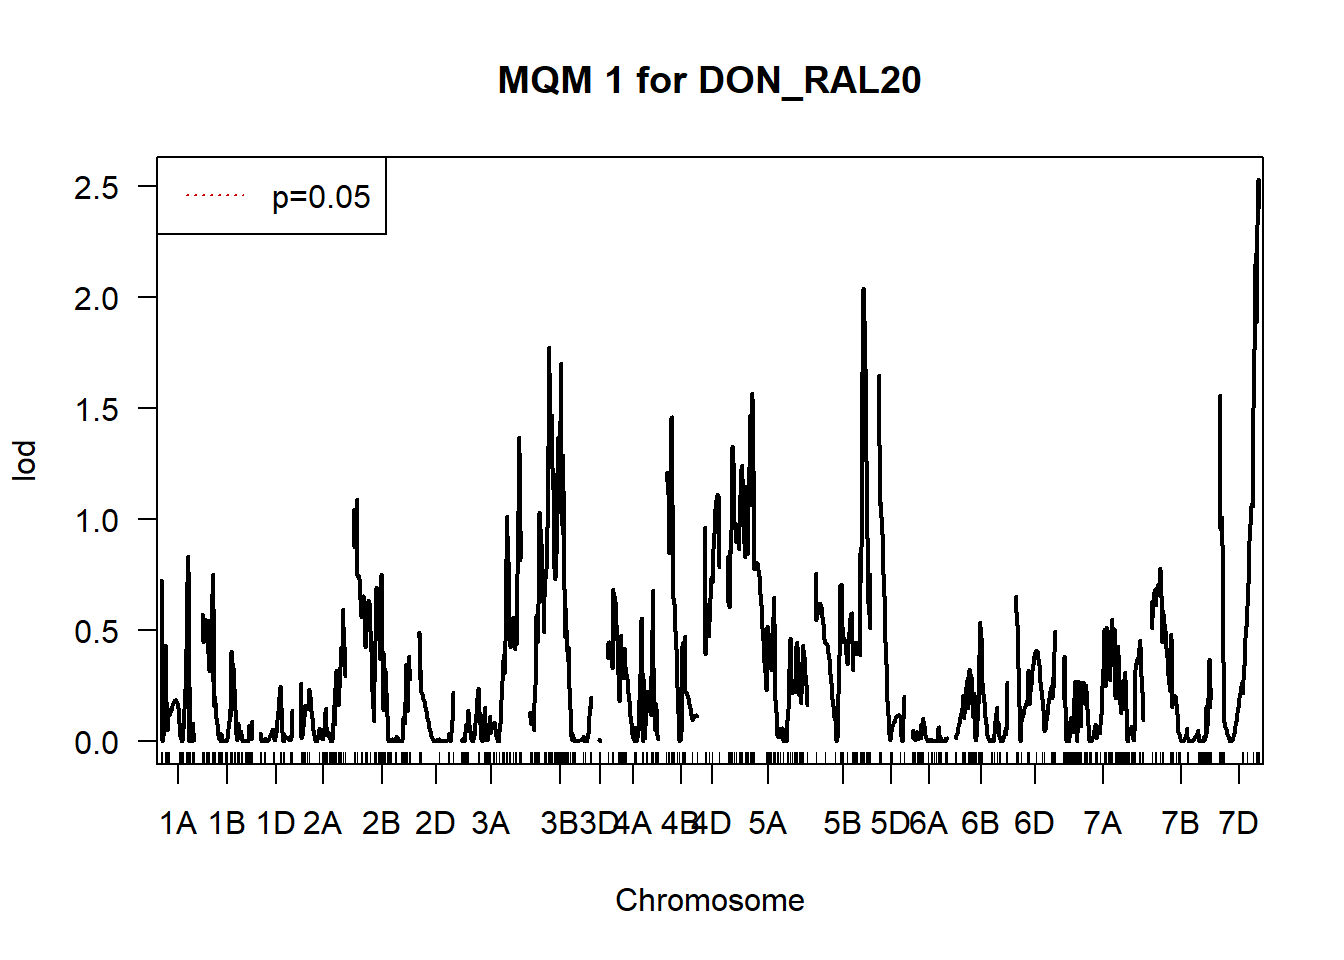 MQM 1 for DON_RAL20
p=0.05
2.5
2.0
1.5
1.0
0.5
0.0
lod
1A 1B 1D 2A 2B 2D 3A 3B 3D 4A 4B 4D 5A 5B 5D 6A 6B 6D 7A 7B 7D
Chromosome